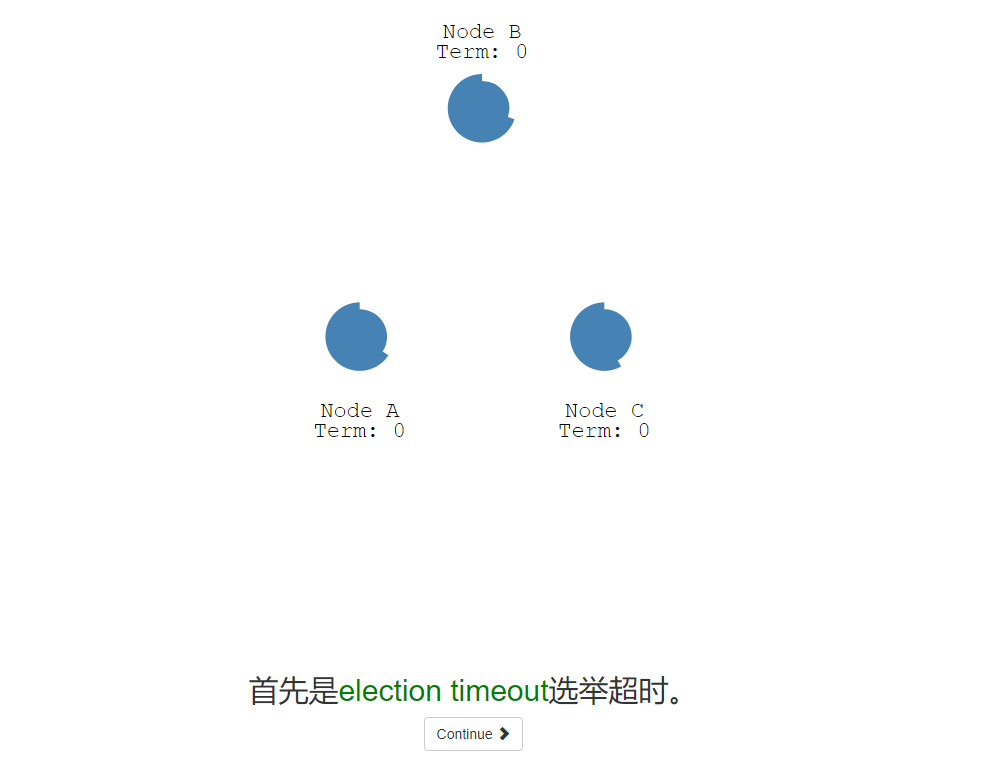 Node B
Term: 0
Node A
Term: 0
Node C
Term: 0
首先是election timeout选举超时。
Continue